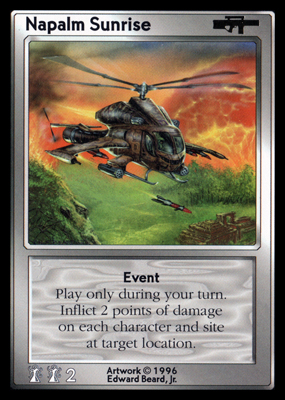 Napalm Sunrise
Event
Play only during your turn.
Inflict 2 points of damage
on each character and site
at target location.
2
Artwork © 1996
Edward Beard, Jr.